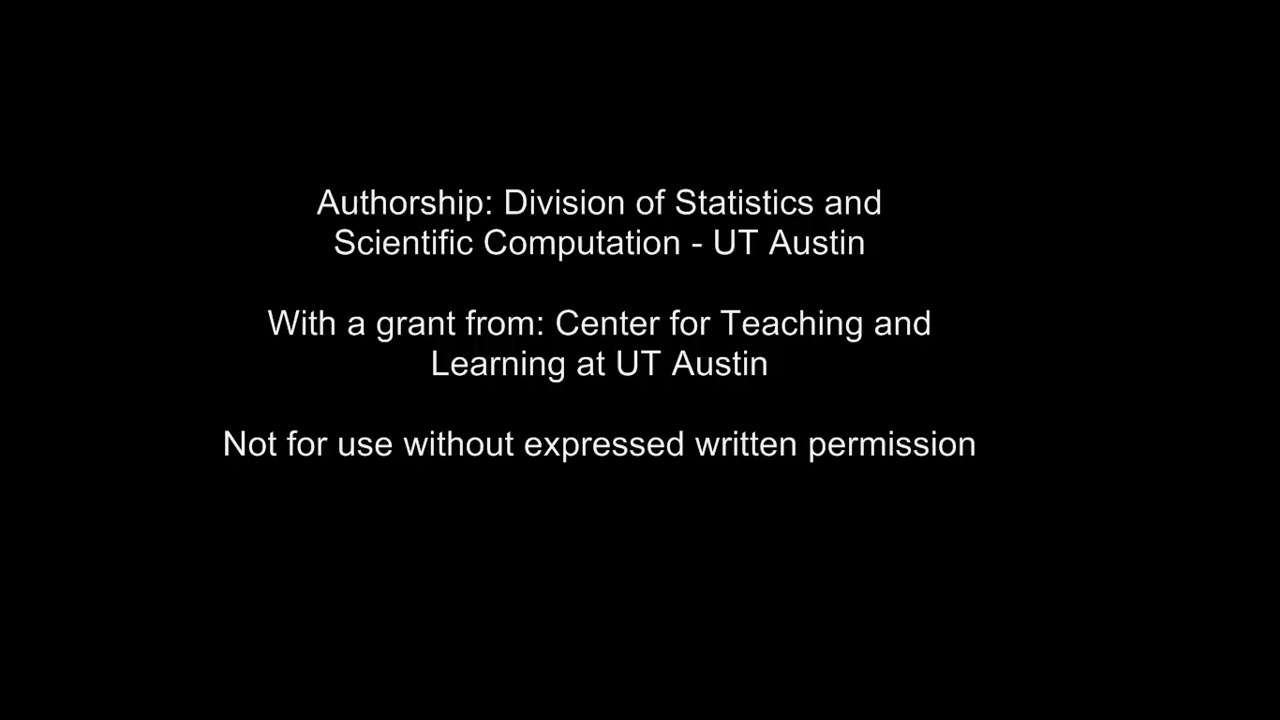 Authorship: Division of Statistics and
Scientific Computation - UT Austin
With a grant from: Center for Teaching and
Learning at UT Austin
Not for use without expressed written permission